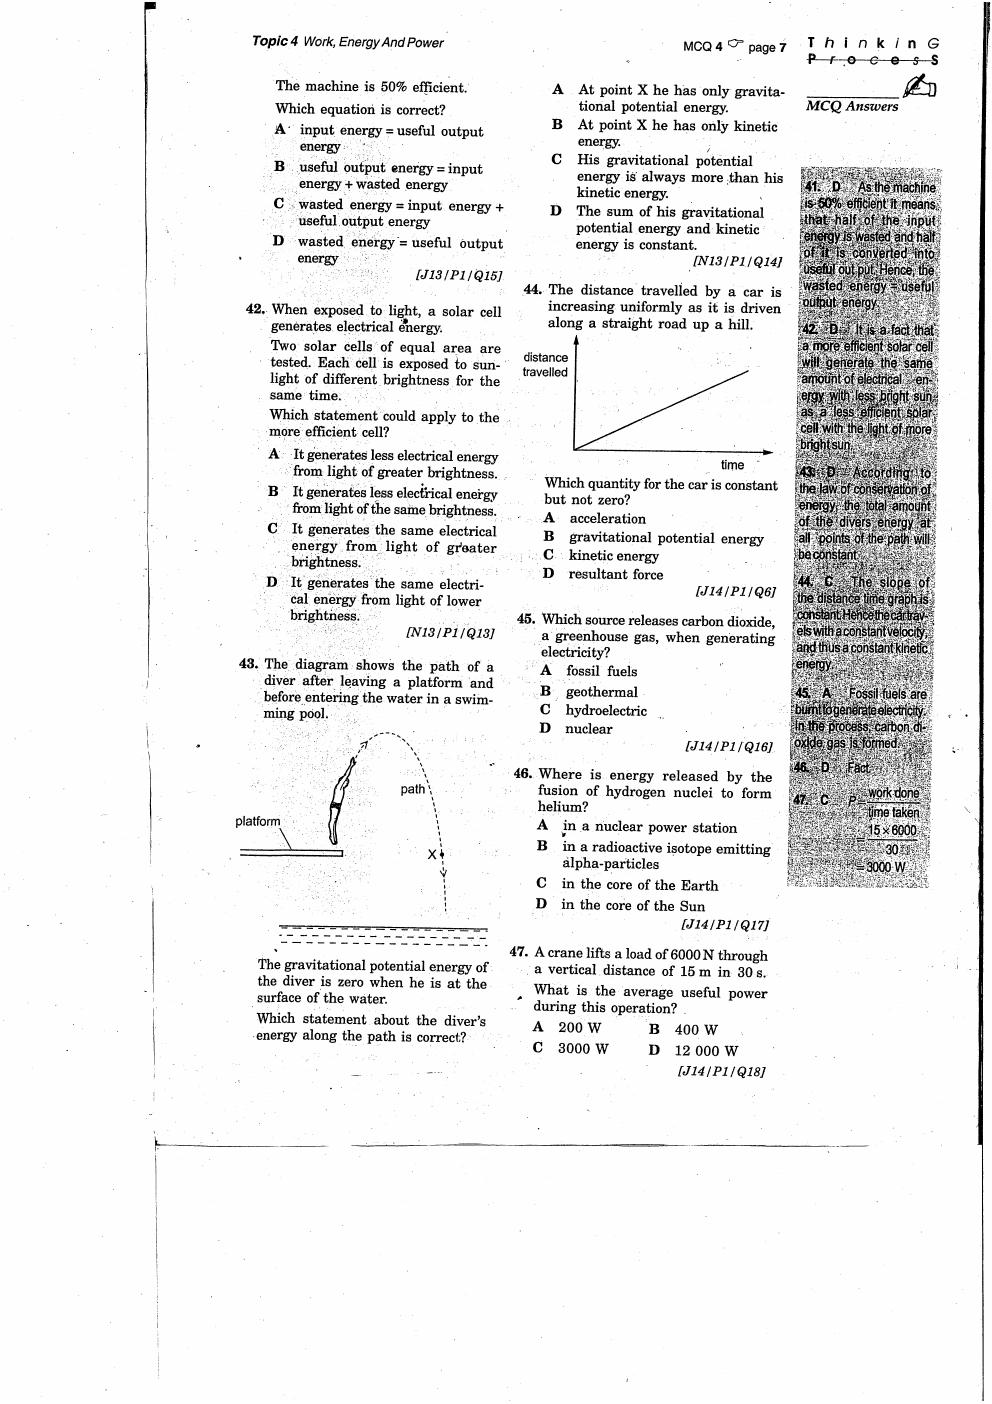 Topic 4 Work, Energy And Power
MCQ 4 ☞ page 7
ThinkinG
ProcesS
MCQ Answers
The machine is 50% efficient.
Which equation is correct?
A input energy = useful output
energy
B useful output energy = input
energy + wasted energy
C wasted energy = input energy +
useful output energy
D wasted energy = useful output
energy
[J13/P1/Q15]
42. When exposed to light, a solar cell
generates electrical energy.
Two solar cells of equal area are
tested. Each cell is exposed to sun-
light of different brightness for the
same time.
Which statement could apply to the
more efficient cell?
A It generates less electrical energy
from light of greater brightness.
B It generates less electrical energy
from light of the same brightness.
C It generates the same electrical
energy from light of greater
brightness.
D It generates the same electri-
cal energy from light of lower
brightness.
[N13/P1/Q13]
43. The diagram shows the path of a
diver after leaving a platform and
before entering the water in a swim-
ming pool.
path
platform
X
The gravitational potential energy of
the diver is zero when he is at the
surface of the water.
Which statement about the diver's
energy along the path is correct?
A At point X he has only gravita-
tional potential energy.
B At point X he has only kinetic
energy.
C His gravitational potential
energy is always more than his
kinetic energy.
D The sum of his gravitational
potential energy and kinetic
energy is constant.
[N13/P1/Q14]
44. The distance travelled by a car is
increasing uniformly as it is driven
along a straight road up a hill.
distance
travelled
time
Which quantity for the car is constant
but not zero?
A acceleration
B gravitational potential energy
C kinetic energy
D resultant force
[J14/P1/Q6]
45. Which source releases carbon dioxide,
a greenhouse gas, when generating
electricity?
A fossil fuels
B geothermal
C hydroelectric
D nuclear
[J14/P1/Q16]
46. Where is energy released by the
fusion of hydrogen nuclei to form
helium?
A in a nuclear power station
B in a radioactive isotope emitting
alpha-particles
C in the core of the Earth
D in the core of the Sun
[J14/P1/Q17]
47. A crane lifts a load of 6000 N through
a vertical distance of 15 m in 30 s.
What is the average useful power
during this operation?
A 200 W B 400 W
C 3000 W D 12 000 W
[J14/P1/Q18]
41. D As the machine
is 50% efficient it means,
that half of the input
energy is wasted and half
of it is converted into
useful out put. Hence, the
wasted energy = useful
output energy.
42. D It is a fact that
a more efficient solar cell
will generate the same
amount of electrical en-
ergy with less bright sun,
as a less efficient solar
cell with the light of more
bright sun.
43. D According to
the law of conservation of
energy, the total amount
of the divers energy at
all points of the path will
be constant.
44. C The slope of
the distance time graph is
constant. Hence the car trav-
els with a constant velocity,
and thus a constant kinetic
energy.
45. A Fossil fuels are
burnt to generate electricity.
In the process, carbon di-
oxide gas is formed.
46. D Fact.
47. C P = work done
time taken
= 15 × 6000
30
= 3000 W